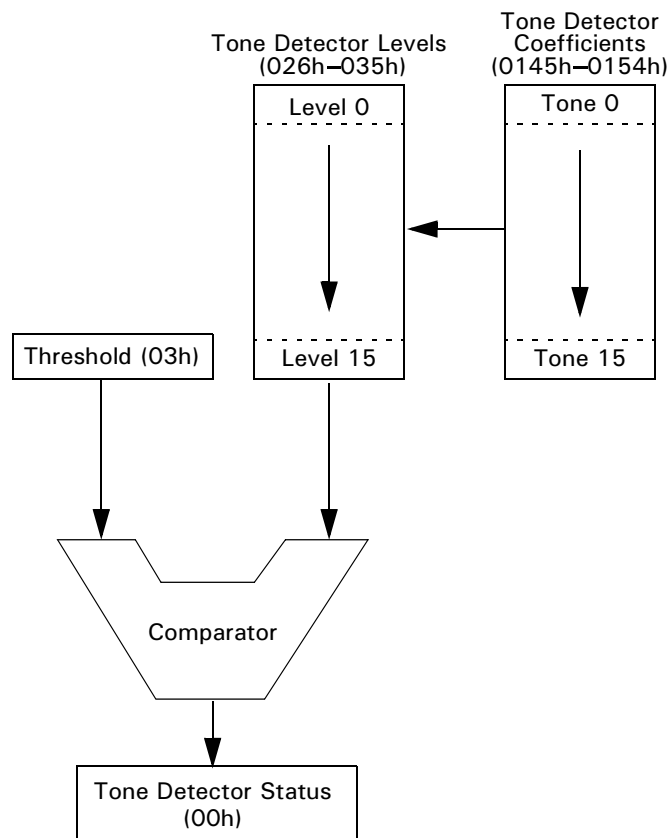 Tone Detector Levels
(026h–035h)
Tone Detector
Coefficients
(0145h–0154h)
Level 0
Tone 0
Threshold (03h)
Level 15
Tone 15
Comparator
Tone Detector Status
(00h)